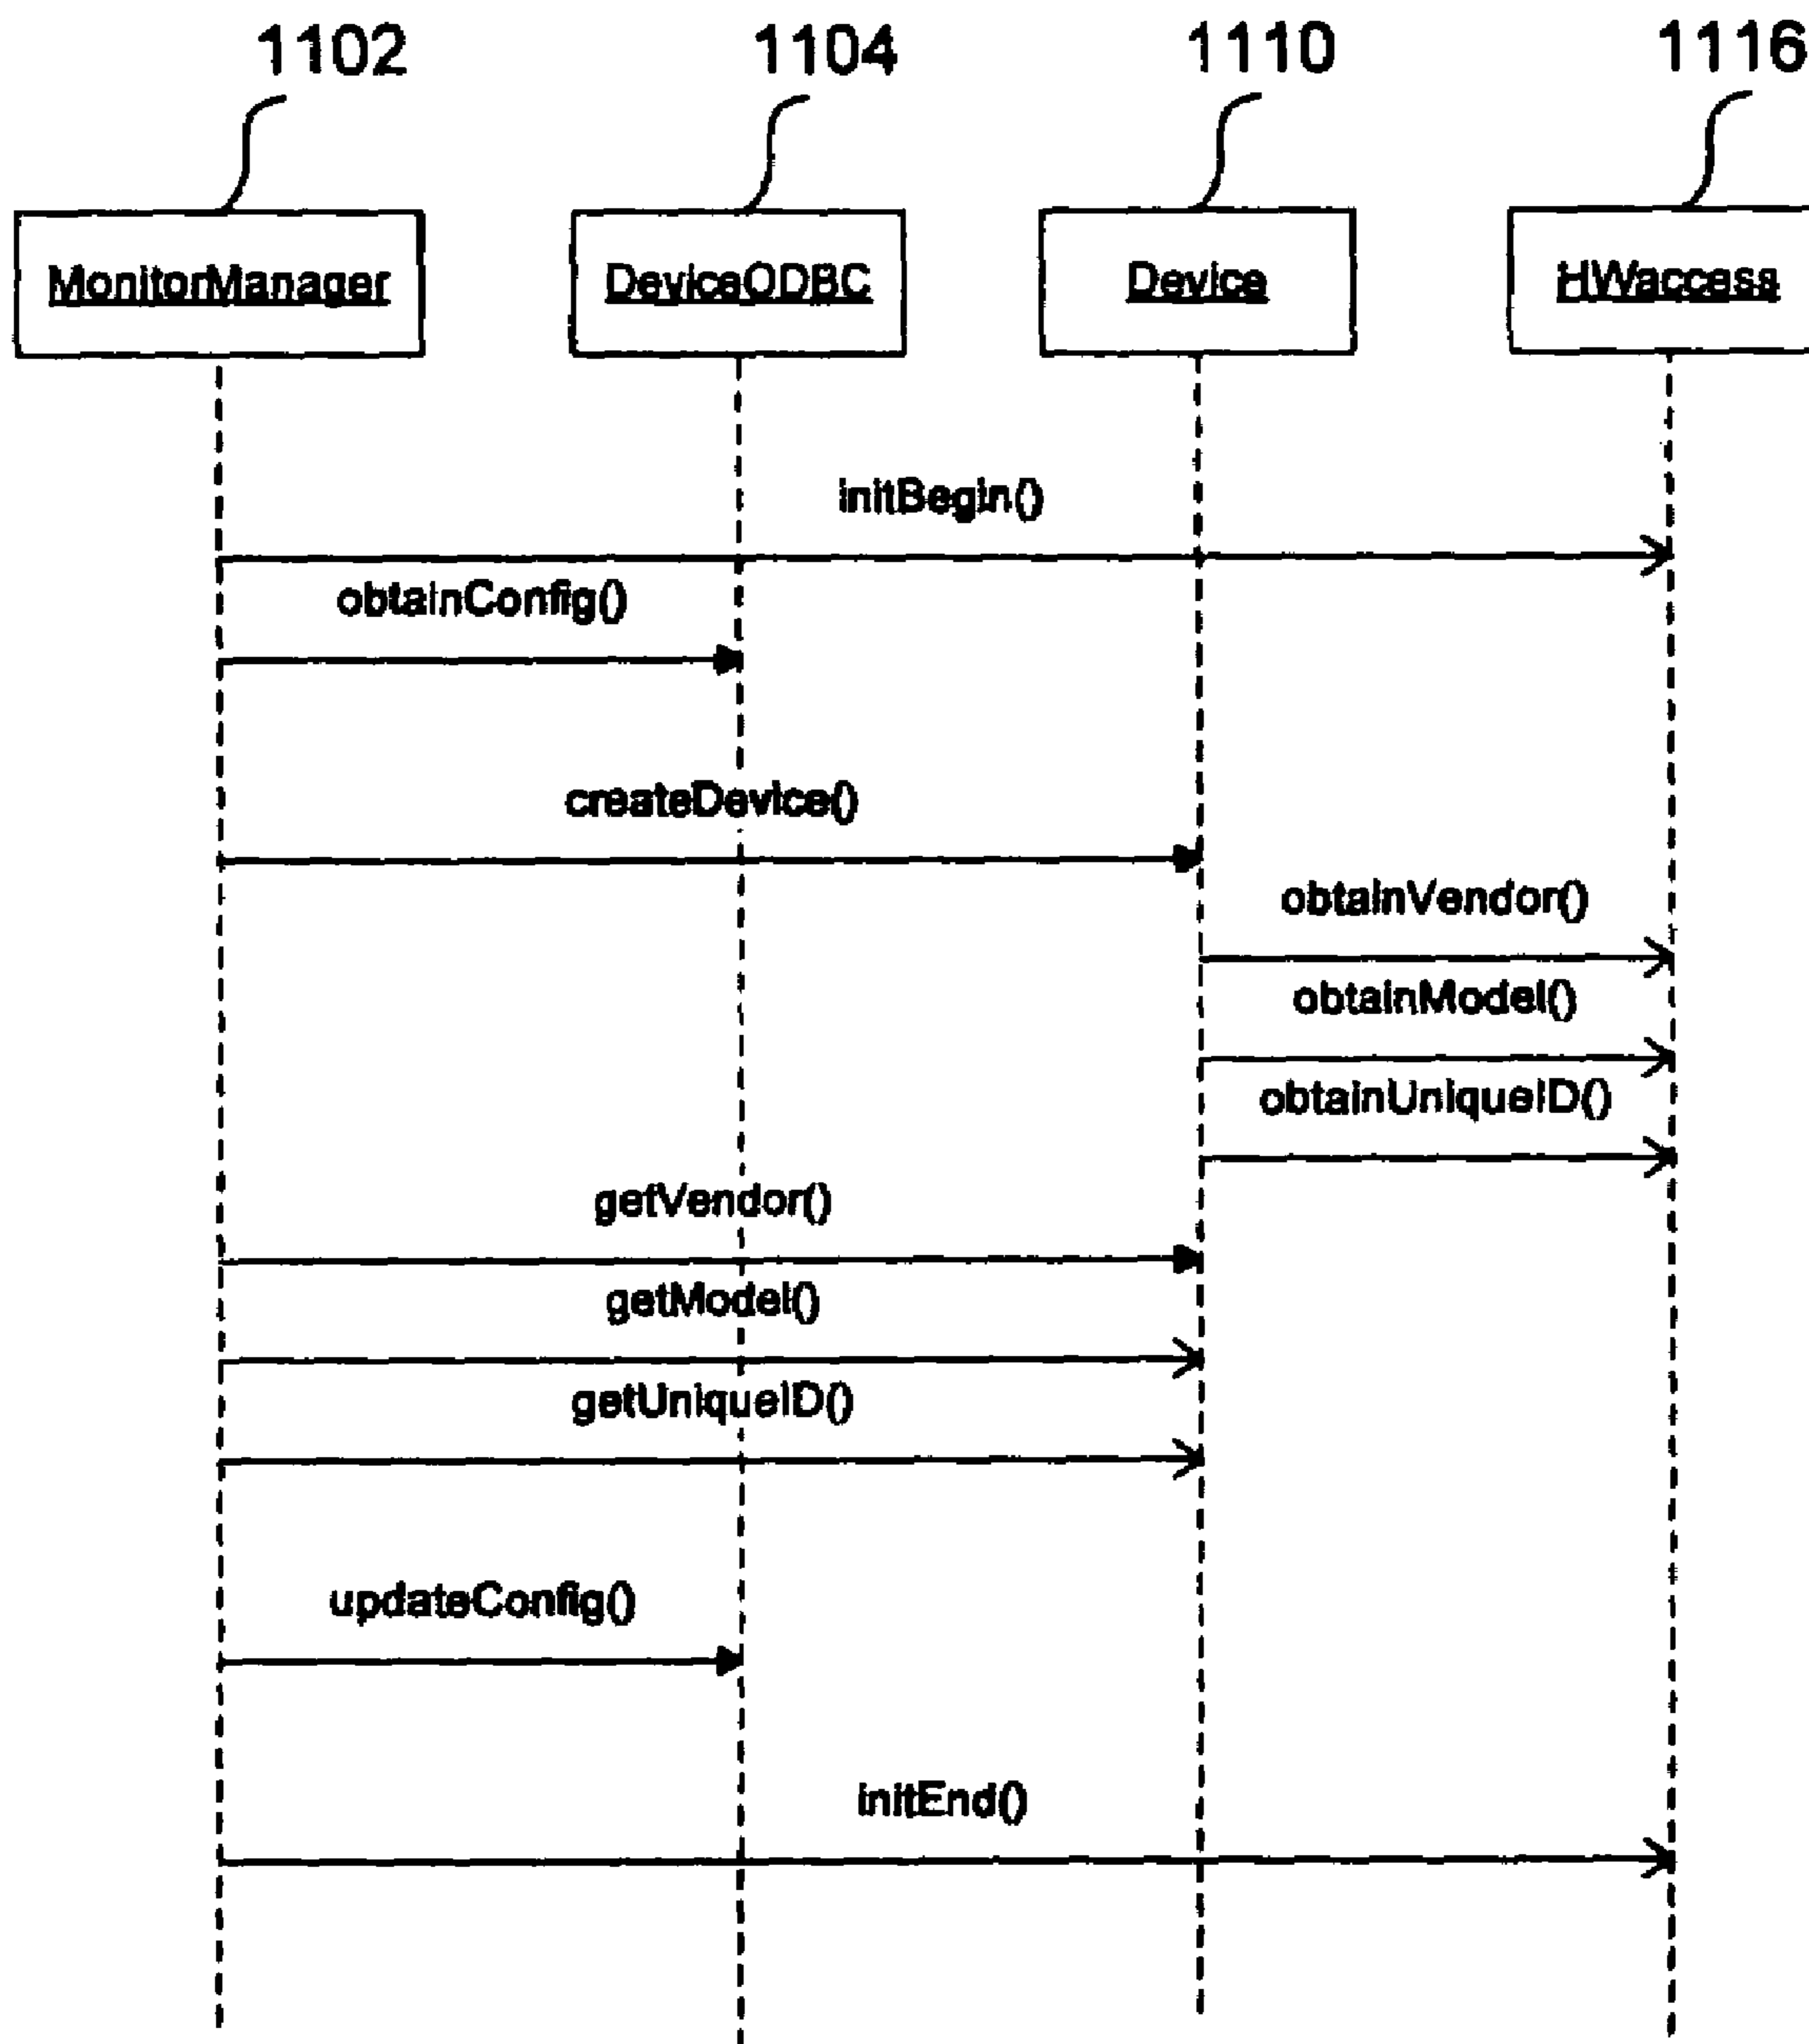 1102 1104 1110 1116
MonitorManager DeviceODBC Device HWaccess
initBegin()
obtainConfig()
createDevice()
obtainVendor()
obtainModel()
obtainUniqueID()
getVendor()
getModel()
getUniqueID()
updateConfig()
initEnd()